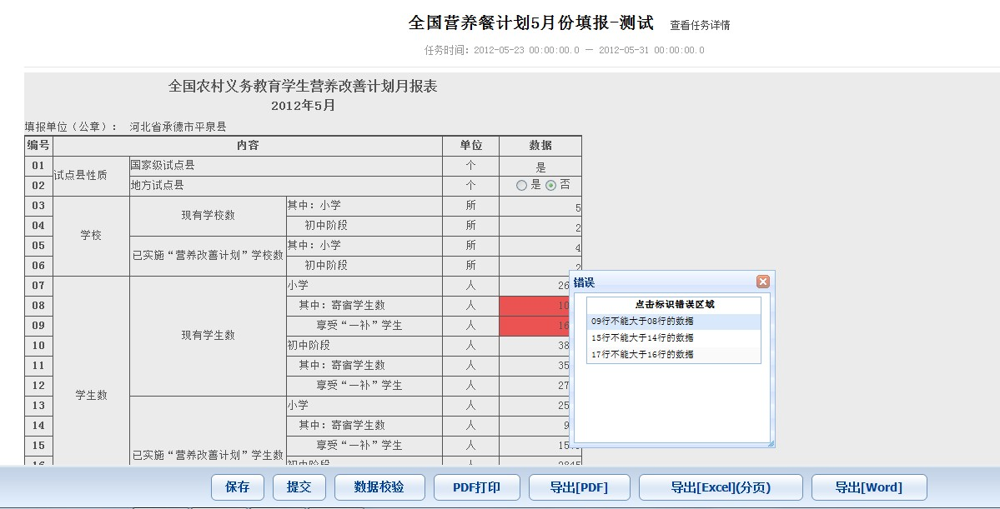 全国营养餐计划5月份填报-测试 查看任务详情
任务时间: 2012-05-23 00:00:00.0 — 2012-05-31 00:00:00.0
全国农村义务教育学生营养改善计划月报表
2012年5月
填报单位（公章）： 河北省承德市平泉县
编号 内容 单位 数据
01 试点县性质 国家级试点县 个 是
02 地方试点县 个 是 否
03 学校 现有学校数 其中: 小学 所 5
04 初中阶段 所 2
05 已实施“营养改善计划”学校数 其中: 小学 所 4
06 初中阶段 所 2
07 学生数 现有学生数 小学 人 26
08 其中: 寄宿学生数 人 10
09 享受“一补”学生 人 16
10 初中阶段 人 38
11 其中: 寄宿学生数 人 35
12 享受“一补”学生 人 27
13 已实施“营养改善计划”学生数 小学 人 25
14 其中: 寄宿学生数 人 9
15 享受“一补”学生 人 15
16 初中阶段 人
错误
点击标识错误区域
09行不能大于08行的数据
15行不能大于14行的数据
17行不能大于16行的数据
保存 提交 数据校验 PDF打印 导出[PDF] 导出[Excel](分页) 导出[Word]